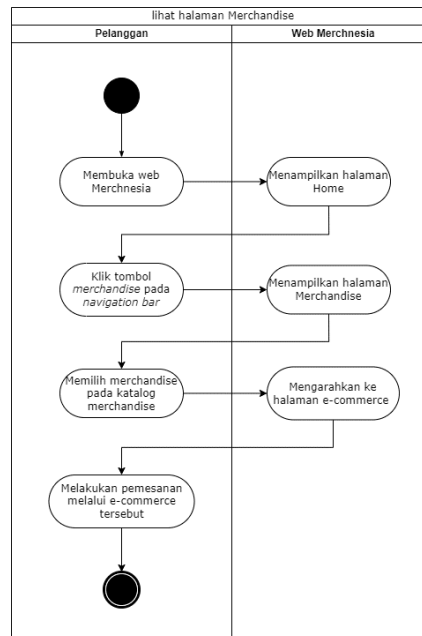 lihat halaman Merchandise
Pelanggan
Web Merchnesia
Membuka web
Merchnesia
Menampilkan halaman
Home
Klik tombol
merchandise pada
navigation bar
Menampilkan halaman
Merchandise
Memilih merchandise
pada katalog
merchandise
Mengarahkan ke
halaman e-commerce
Melakukan pemesanan
melalui e-commerce
tersebut